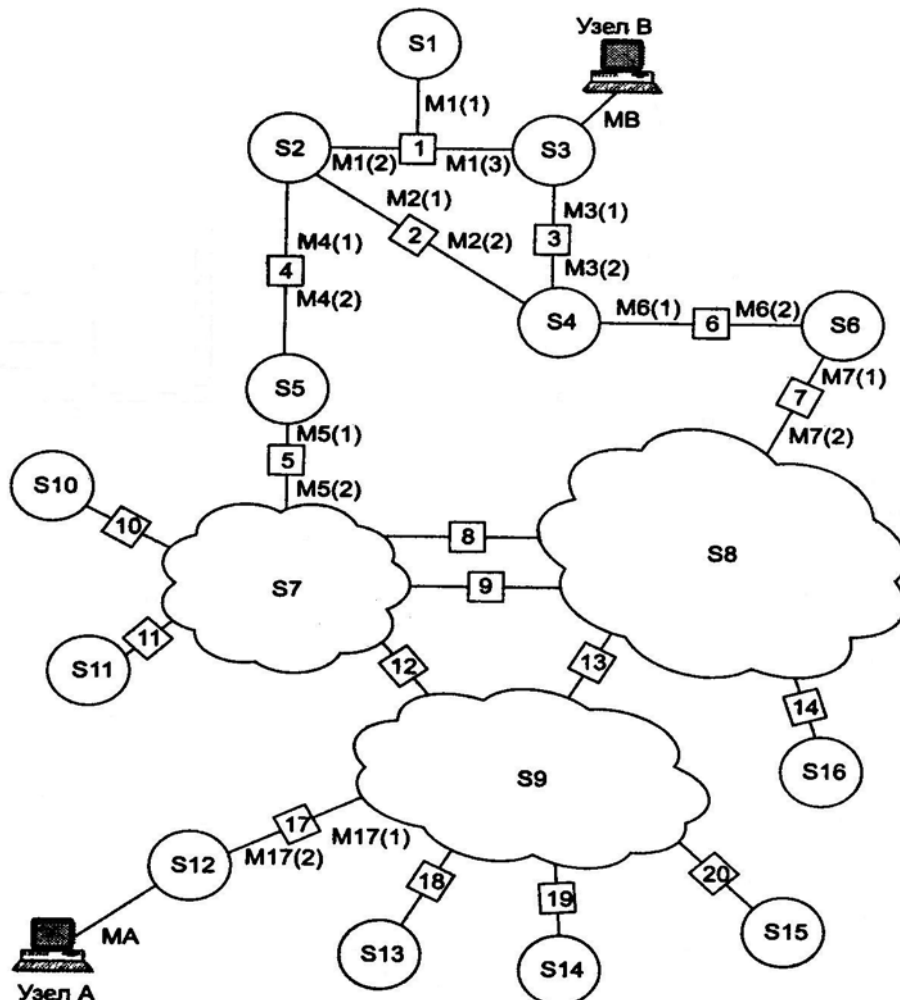 S1
Узел В
M1(1)
MB
S2
1
S3
M1(2)
M1(3)
M2(1)
M3(1)
2
M2(2)
3
M4(1)
M3(2)
4
M4(2)
S4
M6(1)
6
M6(2)
S6
M7(1)
7
S5
M7(2)
M5(1)
5
M5(2)
S10
10
8
S8
S7
9
11
S11
12
13
14
S9
S16
17
M17(1)
M17(2)
S12
18
19
20
MA
S13
S14
S15
Узел А